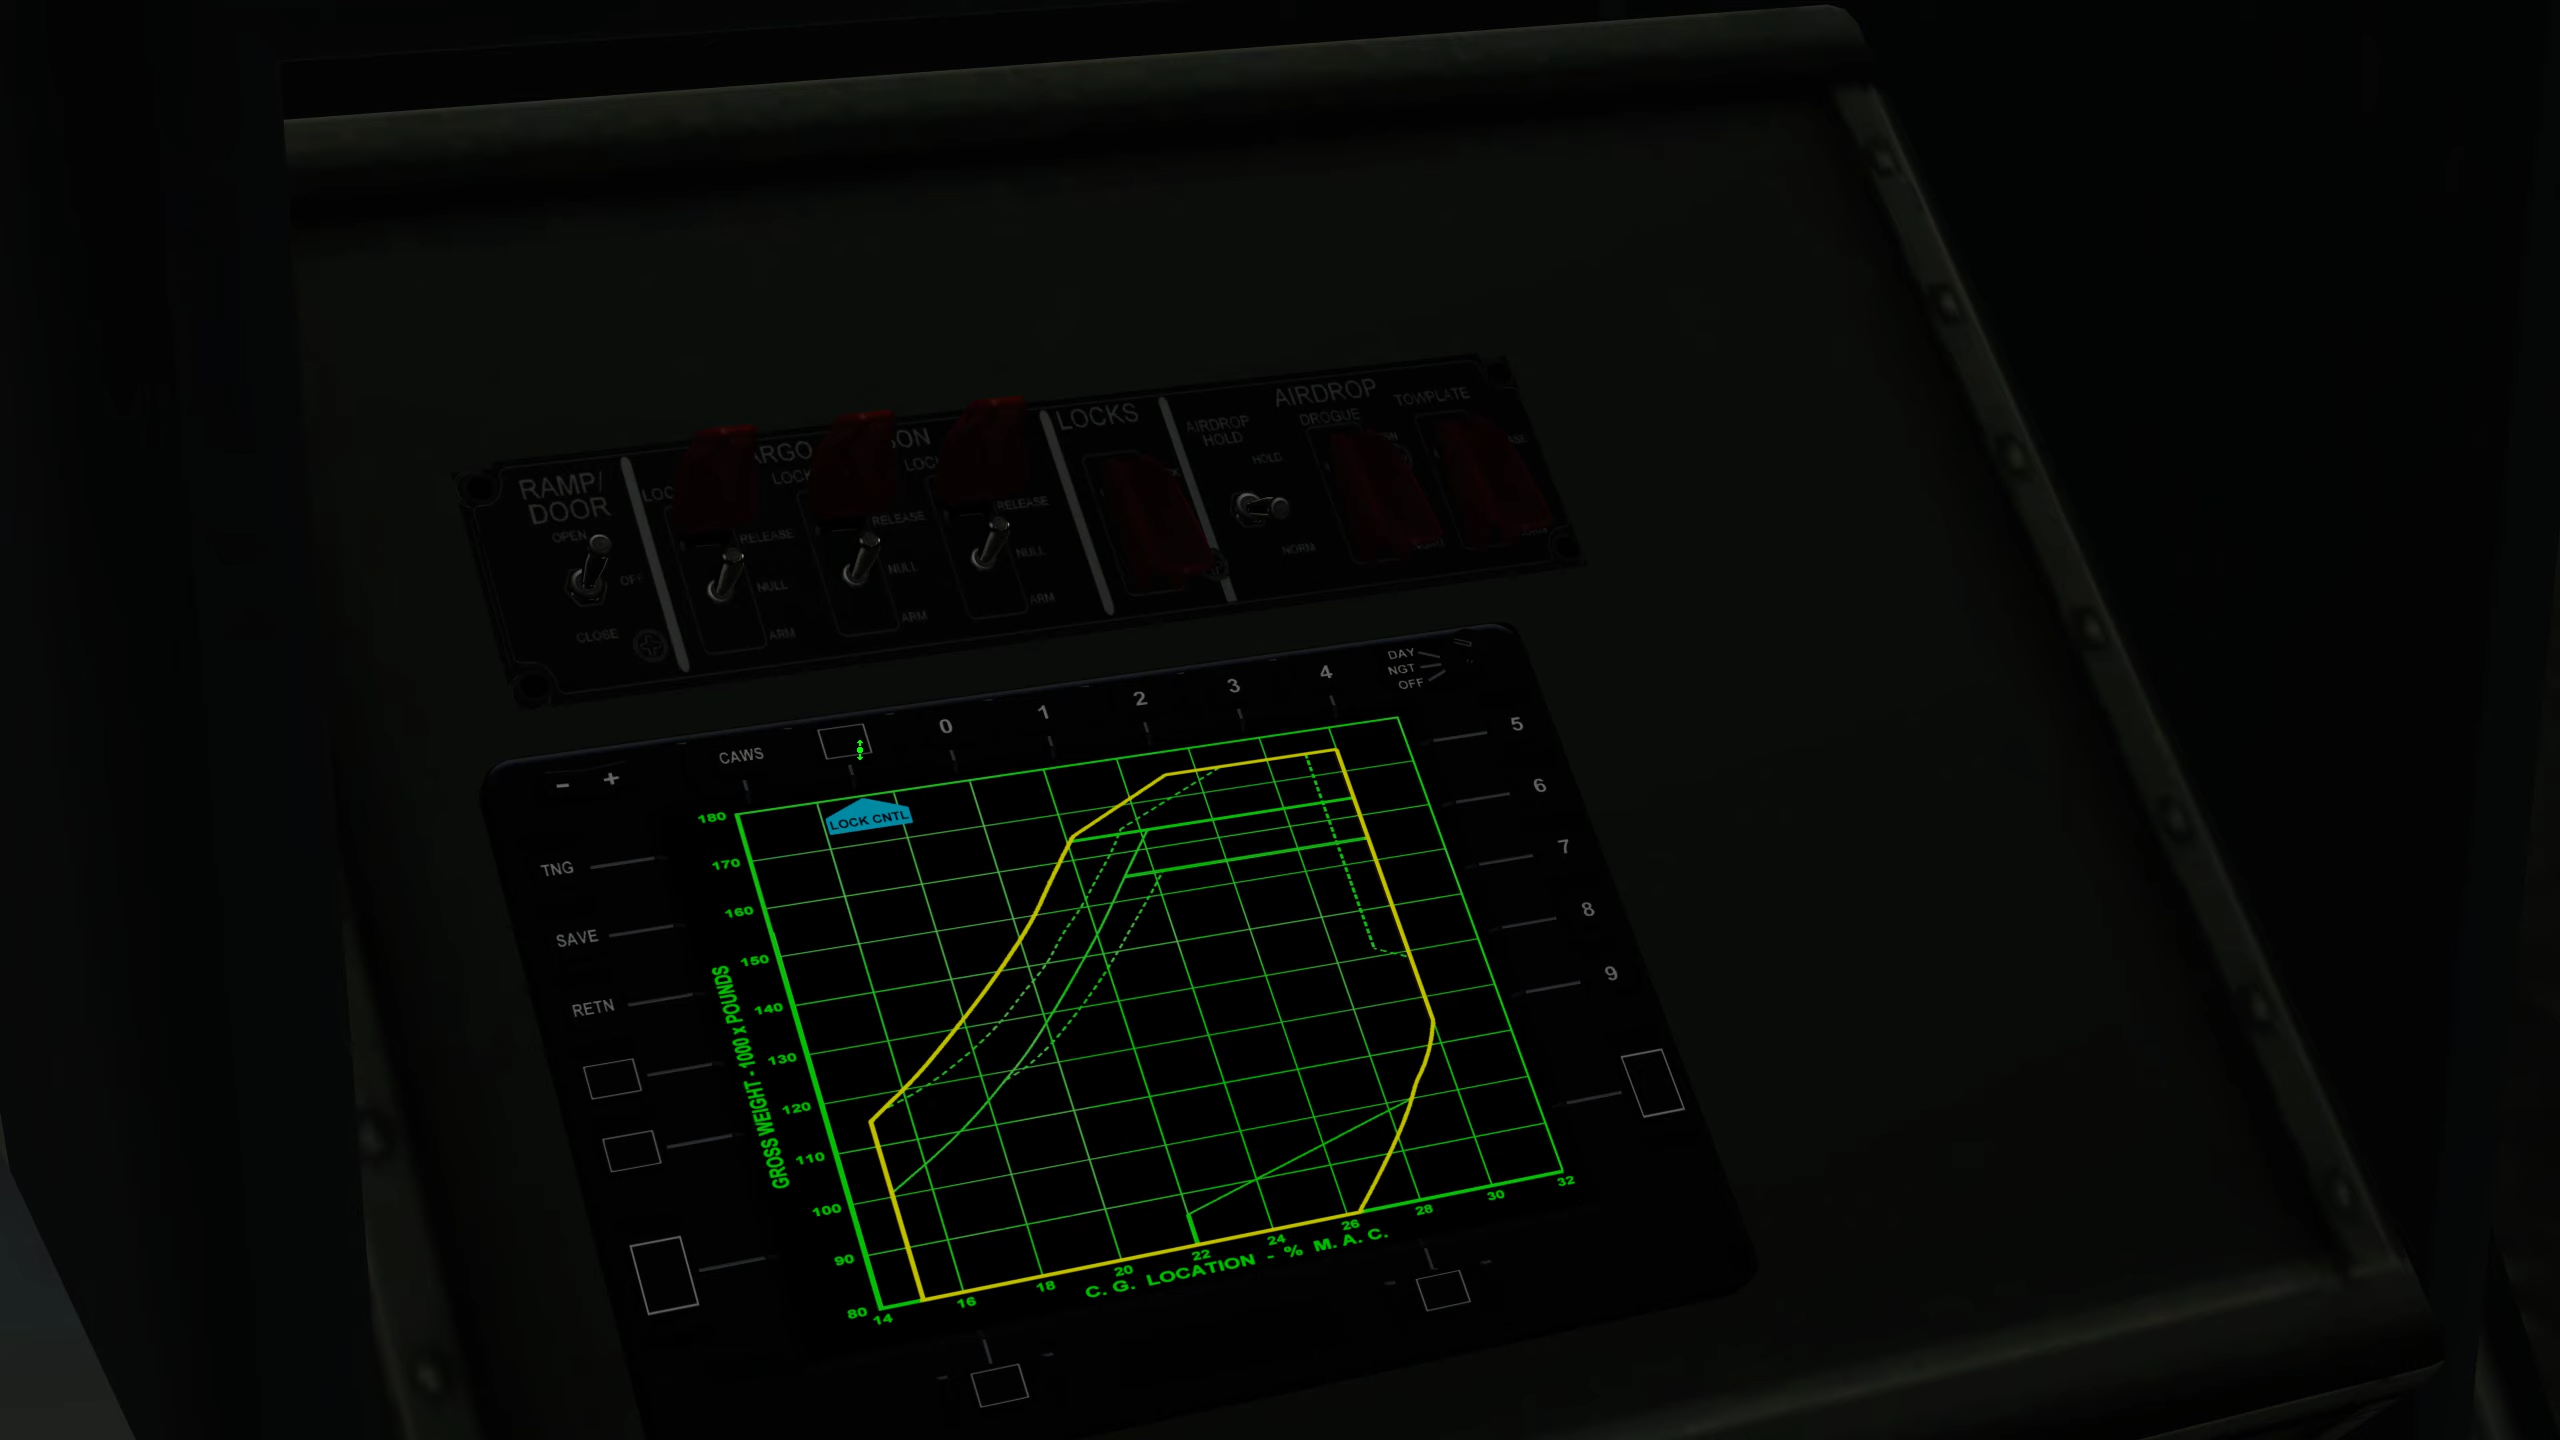 AIRDROP
TOWPLATE
LOCKS
AIRDROP HOLD
DROGUE
HOLD
NORM
RAMP/
DOOR
OPEN
CLOSE
RELEASE
NULL
ARM
RELEASE
NULL
ARM
RELEASE
NULL
ARM
DAY
NGT
OFF
- +
CAWS
0 1 2 3 4
5
6
7
8
9
TNG
SAVE
RETN
LOCK CNTL
180
170
160
150
140
130
120
110
100
90
80
GROSS WEIGHT - 1000 x POUNDS
14 16 18 20 22 24 26 28 30 32
C. G. LOCATION - % M. A. C.